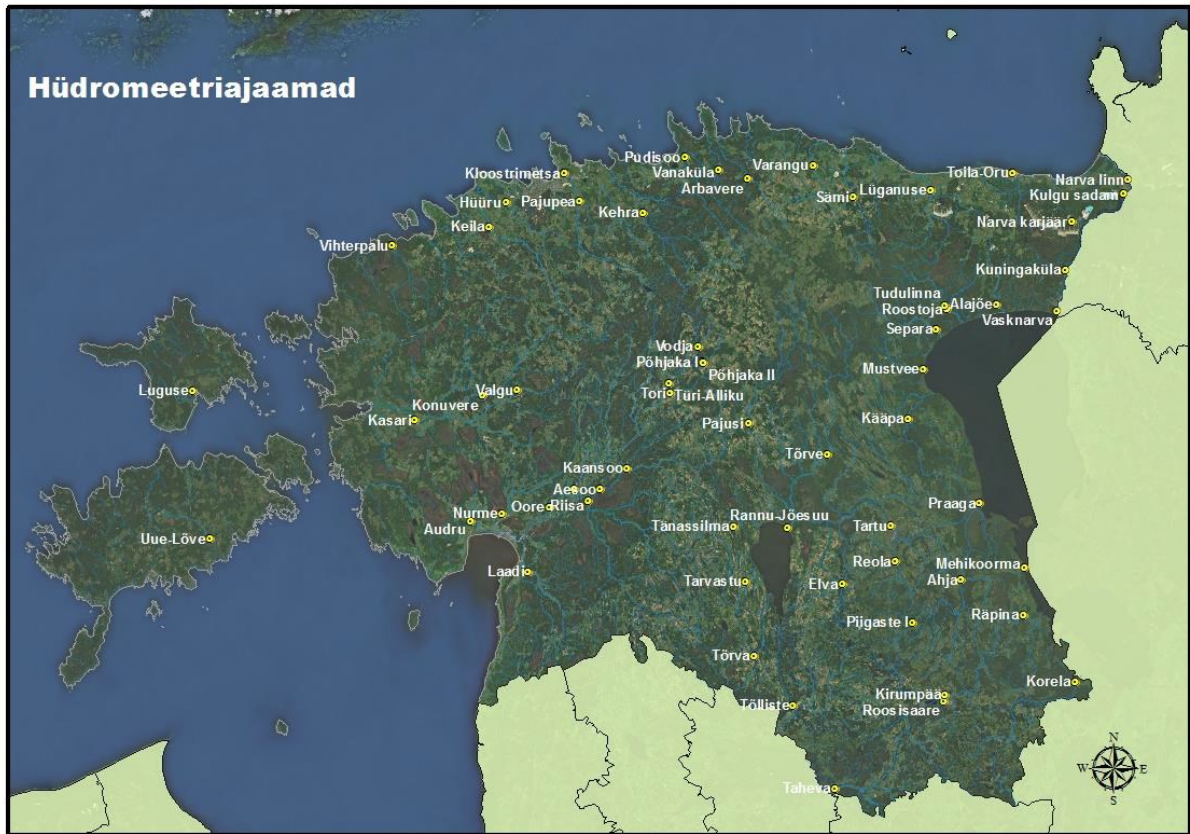 Hüdromeetriajaamad
Pudisoo
Vanaküla
Varangu
Arbavere
Kloostrimetsa
Tolla-Oru
Narva linn
Kulgu sadam
Sämi
Lüganuse
Hüüru
Pajupea
Kehra
Keila
Narva karjäär
Vihterpalu
Kuningaküla
Tudulinna
Alajõe
Roostoja
Vasknarva
Separa
Vodja
Põhjaka I
Põhjaka II
Mustvee
Luguse
Valgu
Konuvere
Tori
Türi-Alliku
Kasari
Pajusi
Kääpa
Tõrve
Kaansoo
Aesoo
Riisa
Oore
Praaga
Nurme
Audru
Tänassilma
Rannu-Jõesuu
Tartu
Uue-Lõve
Reola
Mehikoorma
Laadi
Tarvastu
Elva
Ahja
Räpina
Pijgaste I
Tõrva
Korela
Kirumpää
Roosisaare
Tõlliste
Taheva
N
W
E
S